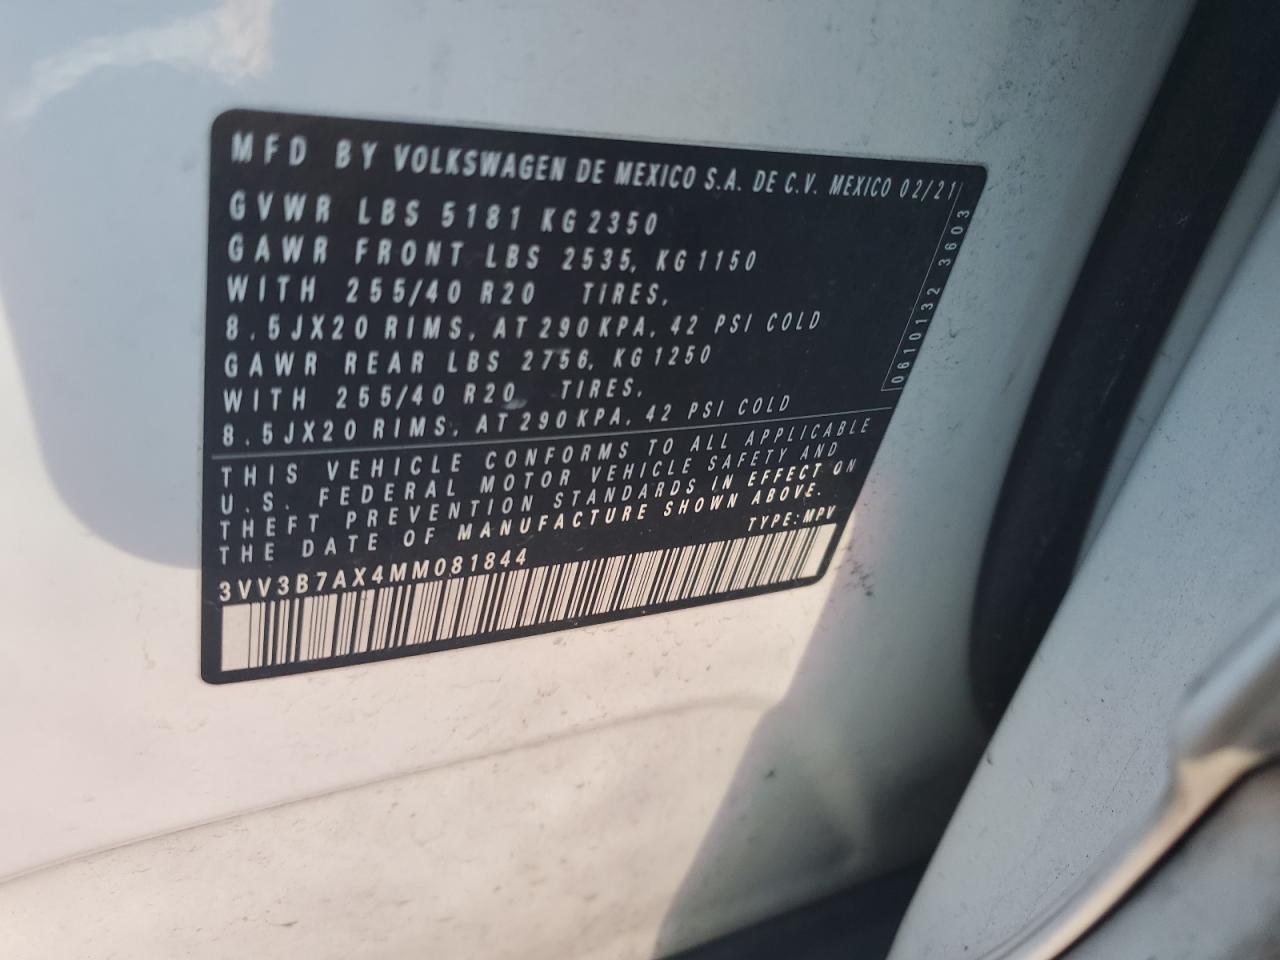 MFD BY VOLKSWAGEN DE MEXICO S.A. DE C.V. MEXICO 02/21
GVWR LBS 5181 KG 2350
GAWR FRONT LBS 2535, KG 1150
WITH 255/40 R20 TIRES,
8.5JX20 RIMS, AT 290 KPA, 42 PSI COLD
GAWR REAR LBS 2756, KG 1250
WITH 255/40 R20 TIRES,
8.5JX20 RIMS, AT 290 KPA, 42 PSI COLD
0610132 3603
THIS VEHICLE CONFORMS TO ALL APPLICABLE
U.S. FEDERAL MOTOR VEHICLE SAFETY AND
THEFT PREVENTION STANDARDS IN EFFECT ON
THE DATE OF MANUFACTURE SHOWN ABOVE.
3VV3B7AX4MM081844 TYPE: MPV